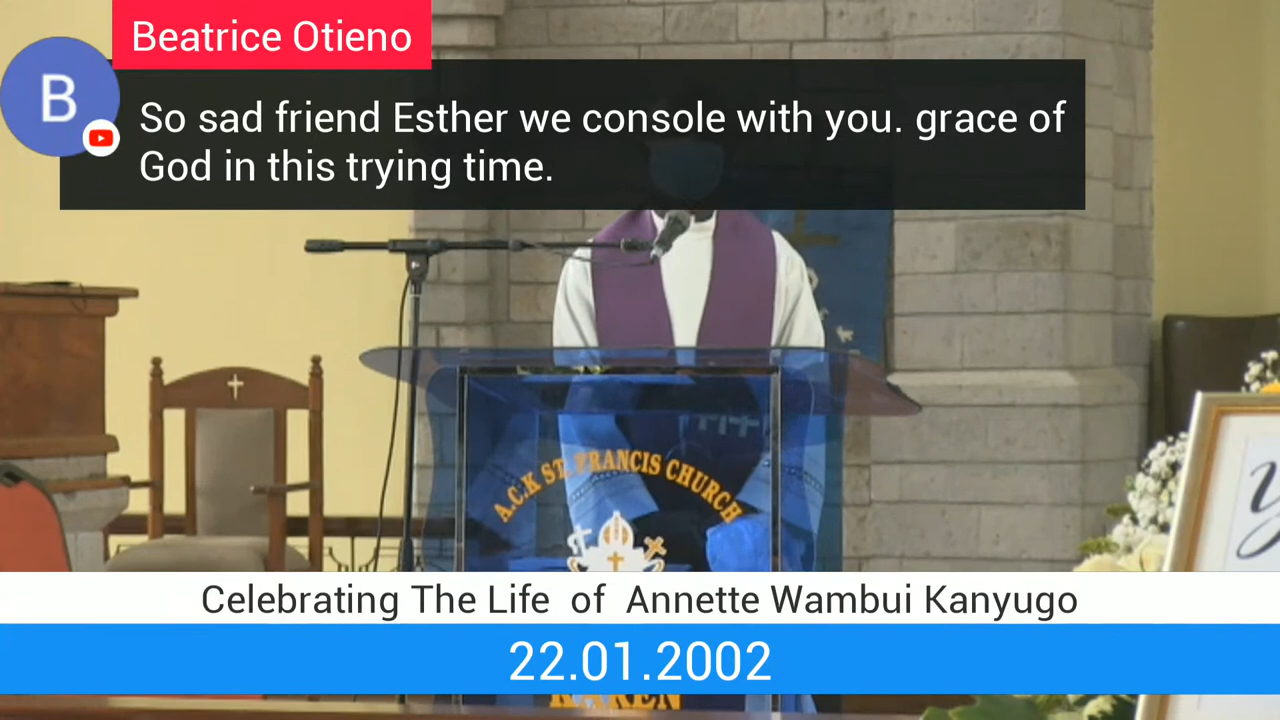 Beatrice Otieno
B
So sad friend Esther we console with you. grace of
God in this trying time.
A.C.K ST. FRANCIS CHURCH
Celebrating The Life of Annette Wambui Kanyugo
22.01.2002
KAREN